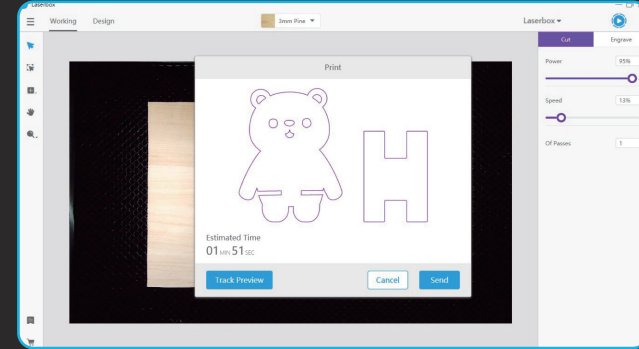 Laserbox
Working Design 3mm Pine Laserbox
Cut Engrave
Print
Power 95%
Speed 13%
Of Passes 1
Estimated Time
01 MIN 51 SEC
Track Preview Cancel Send